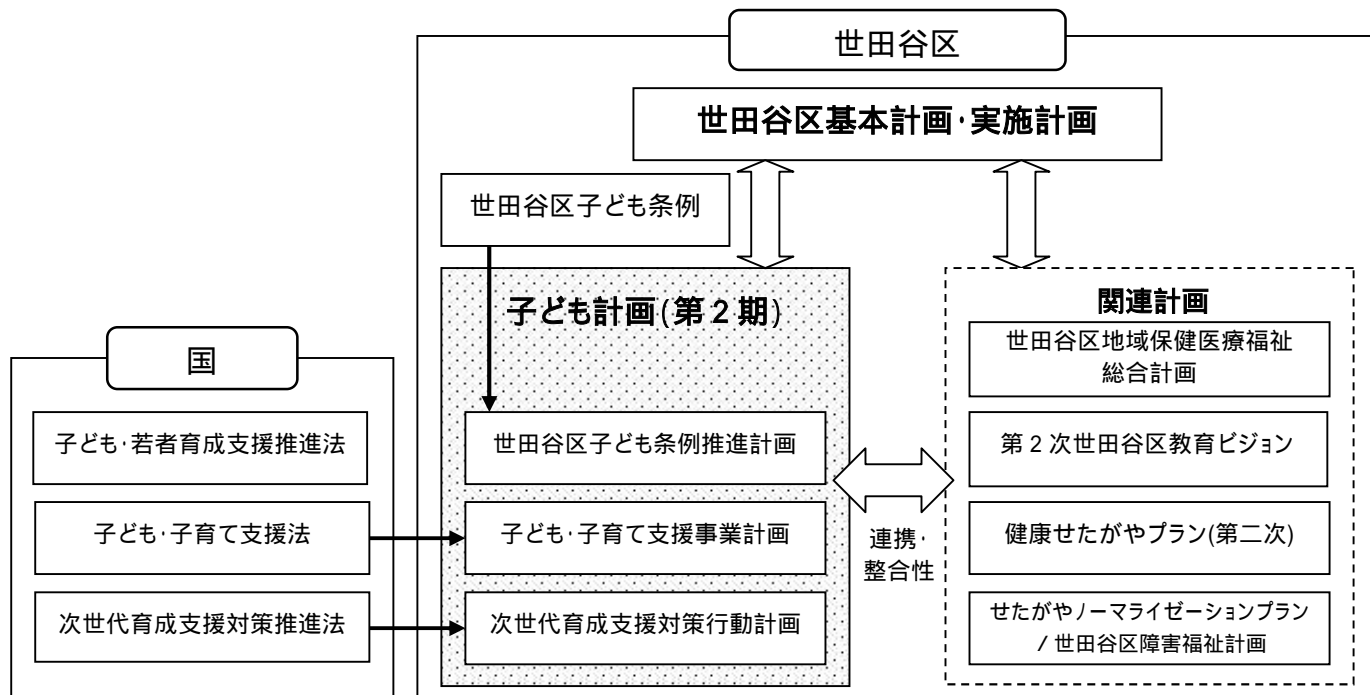 世田谷区
世田谷区基本計画・実施計画
世田谷区子ども条例
子ども計画(第2期)
世田谷区子ども条例推進計画
子ども・子育て支援事業計画
次世代育成支援対策行動計画
国
子ども・若者育成支援推進法
子ども・子育て支援法
次世代育成支援対策推進法
連携・
整合性
関連計画
世田谷区地域保健医療福祉
総合計画
第2次世田谷区教育ビジョン
健康せたがやプラン(第二次)
せたがやノーマライゼーションプラン
/世田谷区障害福祉計画